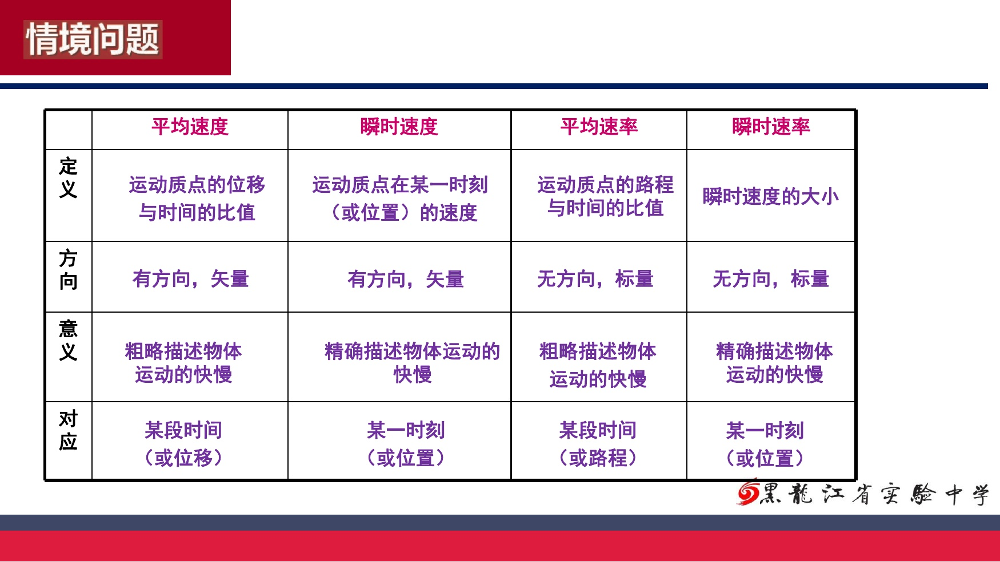 情境问题
平均速度 瞬时速度 平均速率 瞬时速率
定义
运动质点的位移
与时间的比值
运动质点在某一时刻
（或位置）的速度
运动质点的路程
与时间的比值
瞬时速度的大小
方向
有方向，矢量
有方向，矢量
无方向，标量
无方向，标量
意义
粗略描述物体
运动的快慢
精确描述物体运动的
快慢
粗略描述物体
运动的快慢
精确描述物体
运动的快慢
对应
某段时间
（或位移）
某一时刻
（或位置）
某段时间
（或路程）
某一时刻
（或位置）
黑龍江省实驗中学